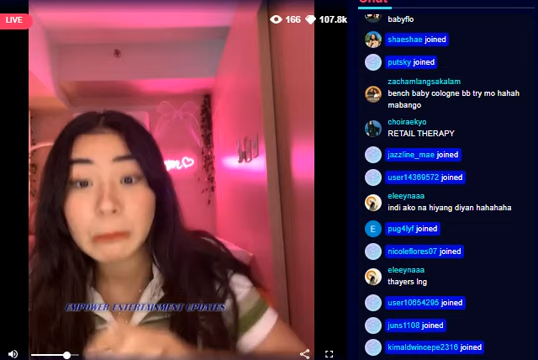 LIVE
166
107.8k
EMPOWER ENTERTAINMENT UPDATES
Chat
babyflo
shaeshae joined
putsky joined
zachamlangsakalam
bench baby cologne bb try mo hahah
mabango
choiraekyo
RETAIL THERAPY
jazzline_mae joined
user14369572 joined
eleeynaaa
indi ako na hiyang diyan hahahaha
E
pug4lyf joined
nicoleflores07 joined
eleeynaaa
thayers lng
user10654295 joined
juns1108 joined
kimaldwincepe2316 joined